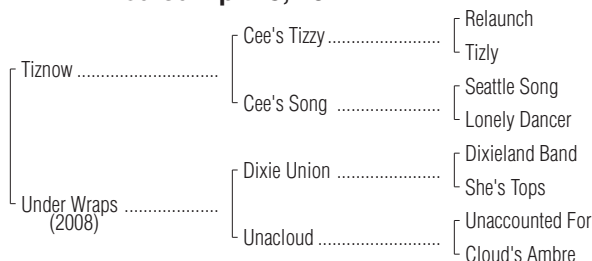 Relaunch
Cee's Tizzy ........................
Tizly
Tiznow ................................
Seattle Song
Cee's Song ......................
Lonely Dancer
Dixieland Band
Dixie Union ......................
She's Tops
Under Wraps .....................
(2008)
Unaccounted For
Unacloud ..........................
Cloud's Ambre